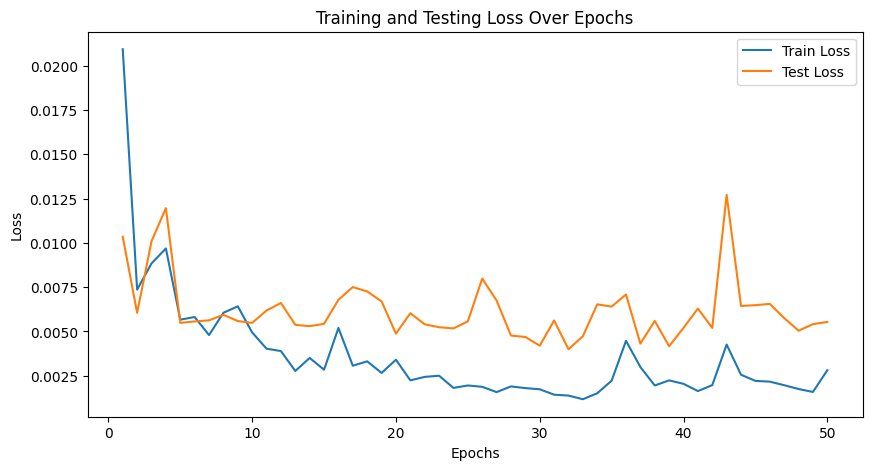 Training and Testing Loss Over Epochs
Train Loss
Test Loss
0.0200
0.0175
0.0150
0.0125
0.0100
0.0075
0.0050
0.0025
Loss
0 10 20 30 40 50
Epochs